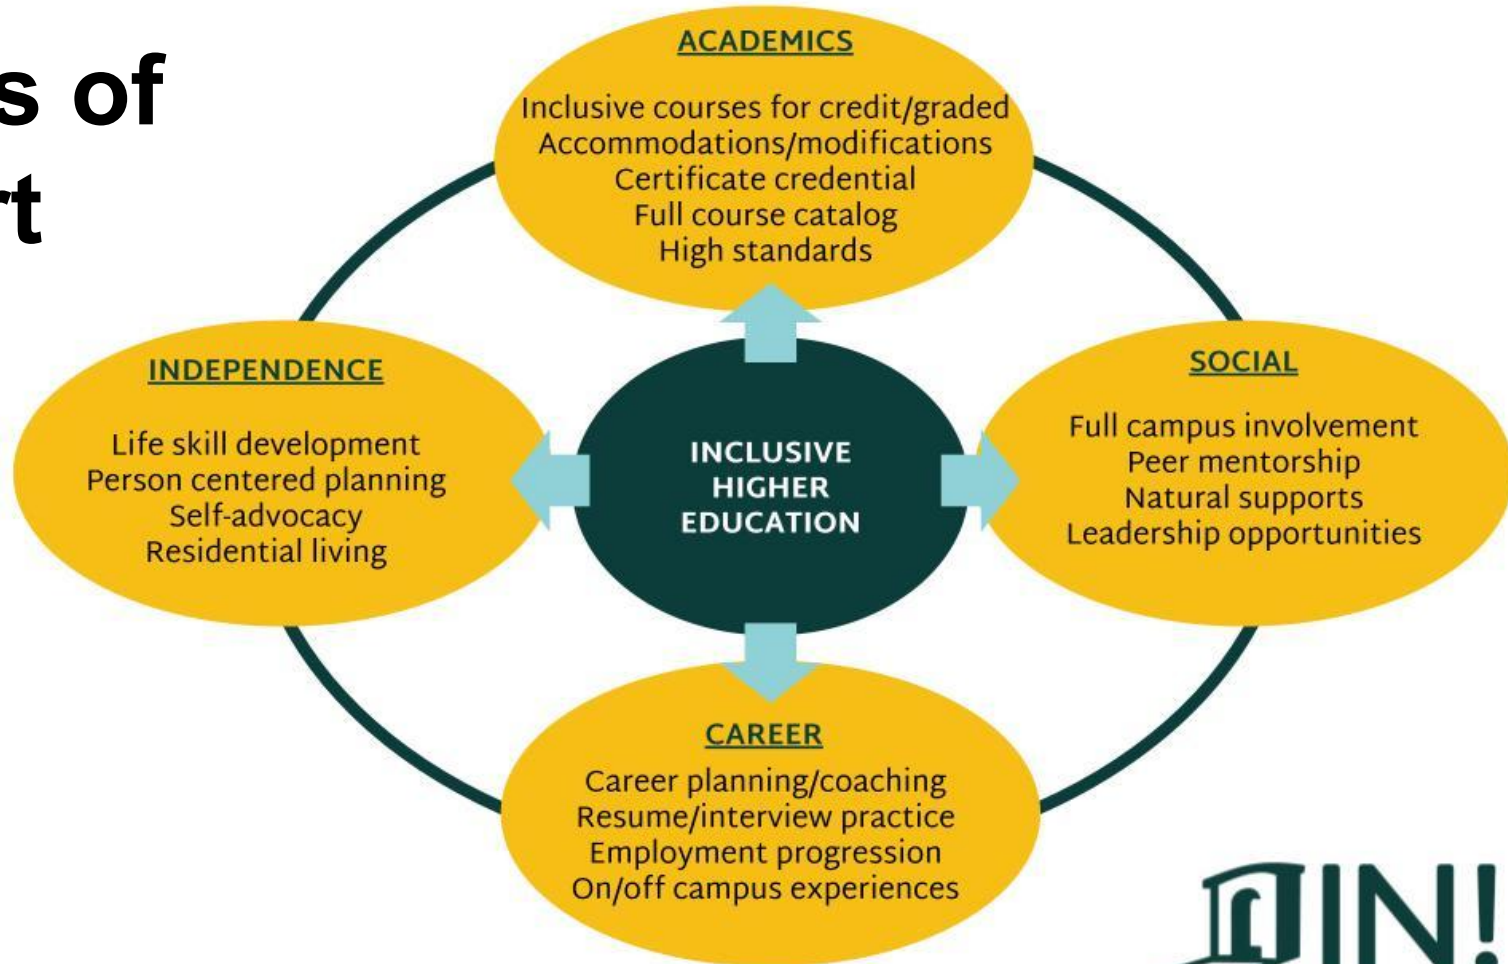 s of
rt
ACADEMICS
Inclusive courses for credit/graded
Accommodations/modifications
Certificate credential
Full course catalog
High standards
INDEPENDENCE
Life skill development
Person centered planning
Self-advocacy
Residential living
INCLUSIVE
HIGHER
EDUCATION
SOCIAL
Full campus involvement
Peer mentorship
Natural supports
Leadership opportunities
CAREER
Career planning/coaching
Resume/interview practice
Employment progression
On/off campus experiences
IN!